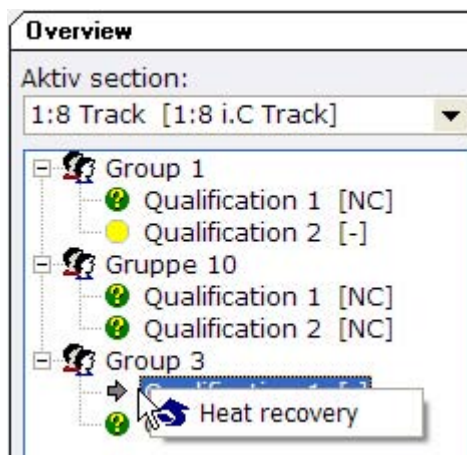 Overview
Aktiv section:
1:8 Track [1:8 i.C Track]
Group 1
Qualification 1 [NC]
Qualification 2 [-]
Gruppe 10
Qualification 1 [NC]
Qualification 2 [NC]
Group 3
Heat recovery